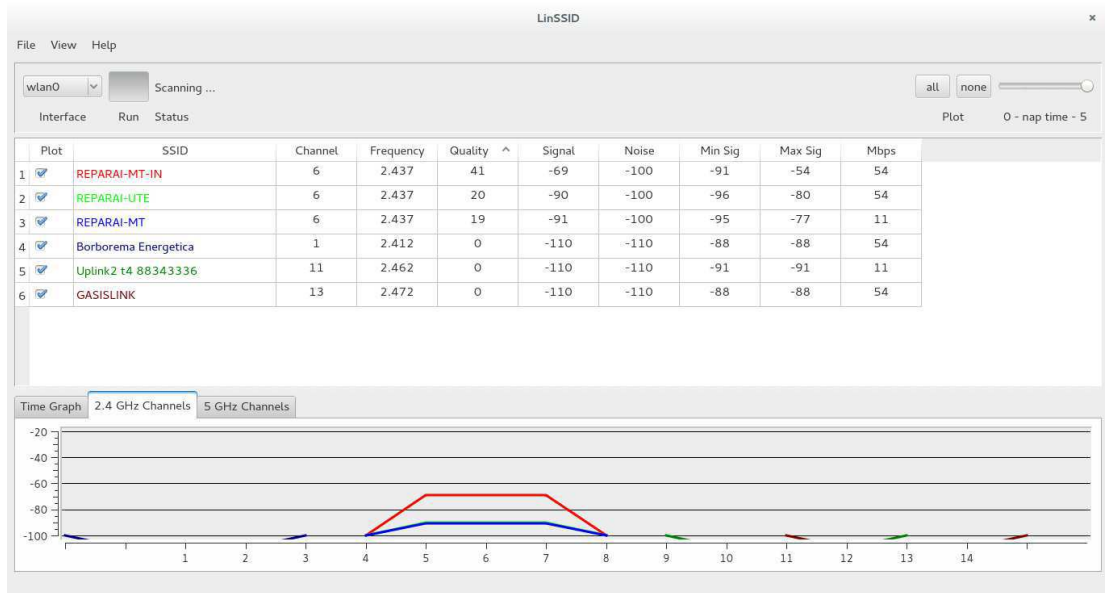 LinSSID ×
File View Help
wlan0 Scanning ... all none
Interface Run Status Plot 0 - nap time - 5
Plot SSID Channel Frequency Quality Signal Noise Min Sig Max Sig Mbps
1 REPARAI-MT-IN 6 2.437 41 -69 -100 -91 -54 54
2 REPARAI-UTE 6 2.437 20 -90 -100 -96 -80 54
3 REPARAI-MT 6 2.437 19 -91 -100 -95 -77 11
4 Borborema Energetica 1 2.412 0 -110 -110 -88 -88 54
5 Uplink2 t4 88343336 11 2.462 0 -110 -110 -91 -91 11
6 GASISLINK 13 2.472 0 -110 -110 -88 -88 54
Time Graph 2.4 GHz Channels 5 GHz Channels
-20
-40
-60
-80
-100
1 2 3 4 5 6 7 8 9 10 11 12 13 14